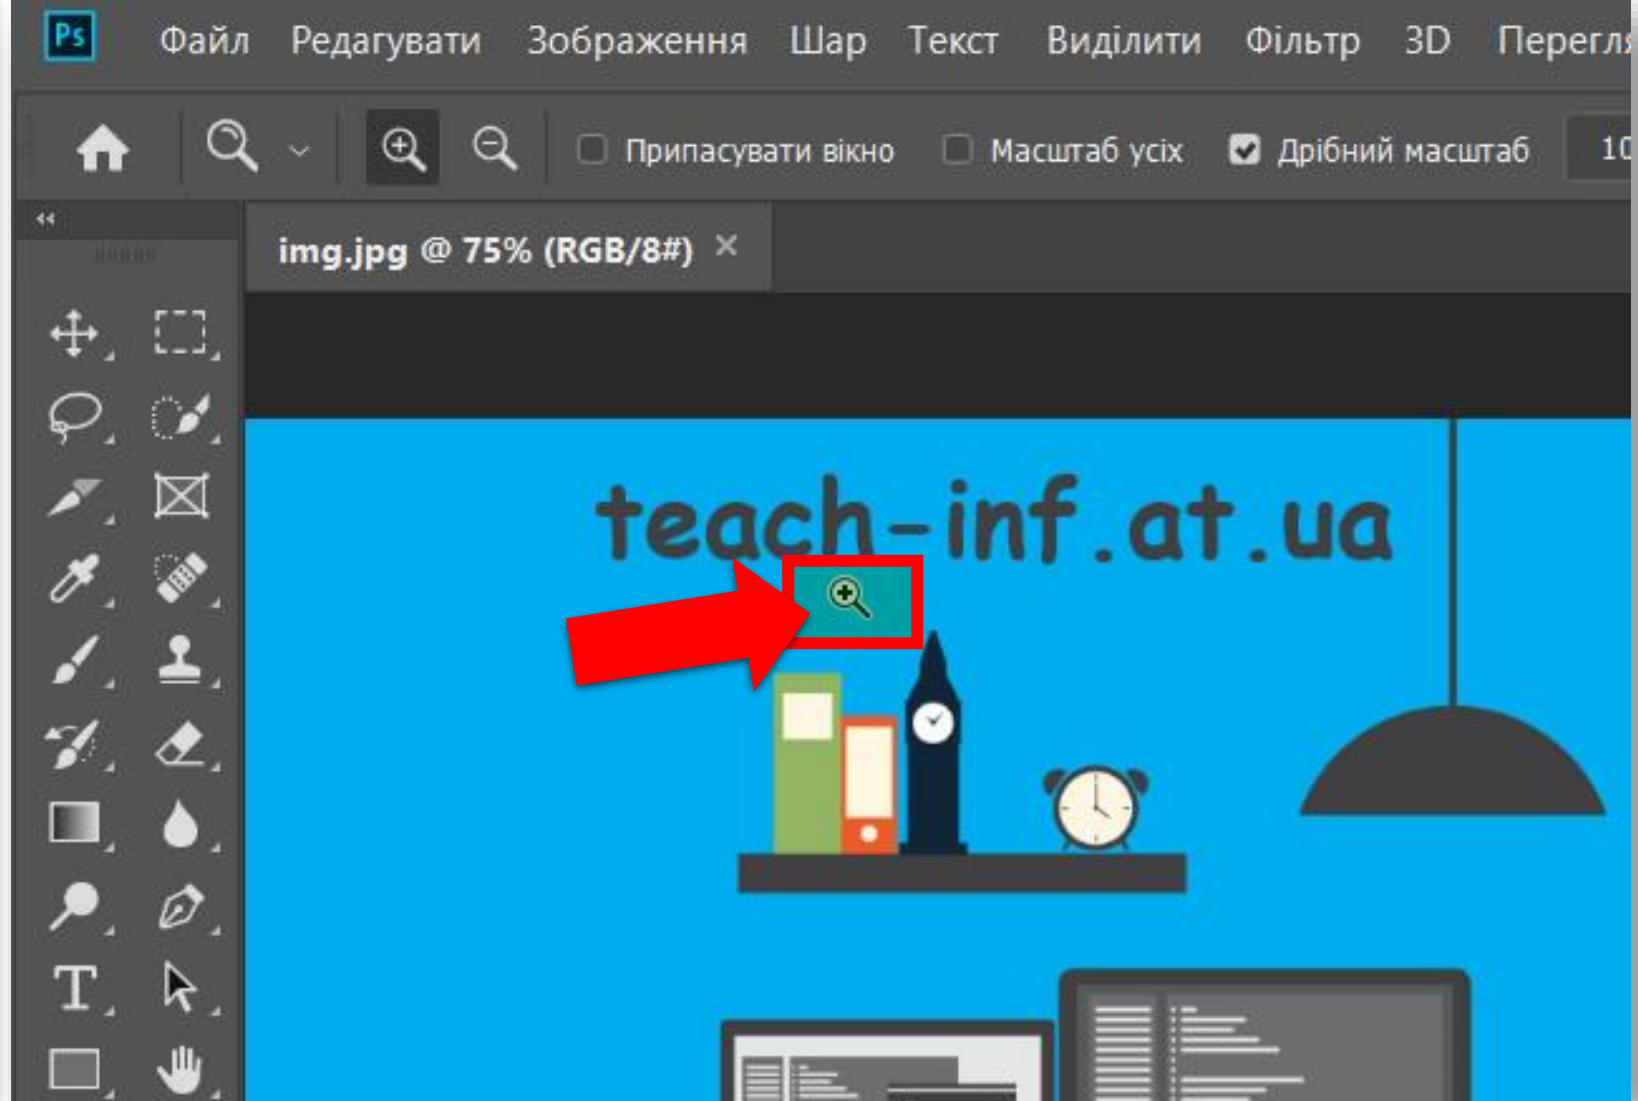 Ps Файл Редагувати Зображення Шар Текст Виділити Фільтр 3D
Припасувати вікно Масштаб усіх Дрібний масштаб
img.jpg @ 75% (RGB/8#) ×
teach-inf.at.ua